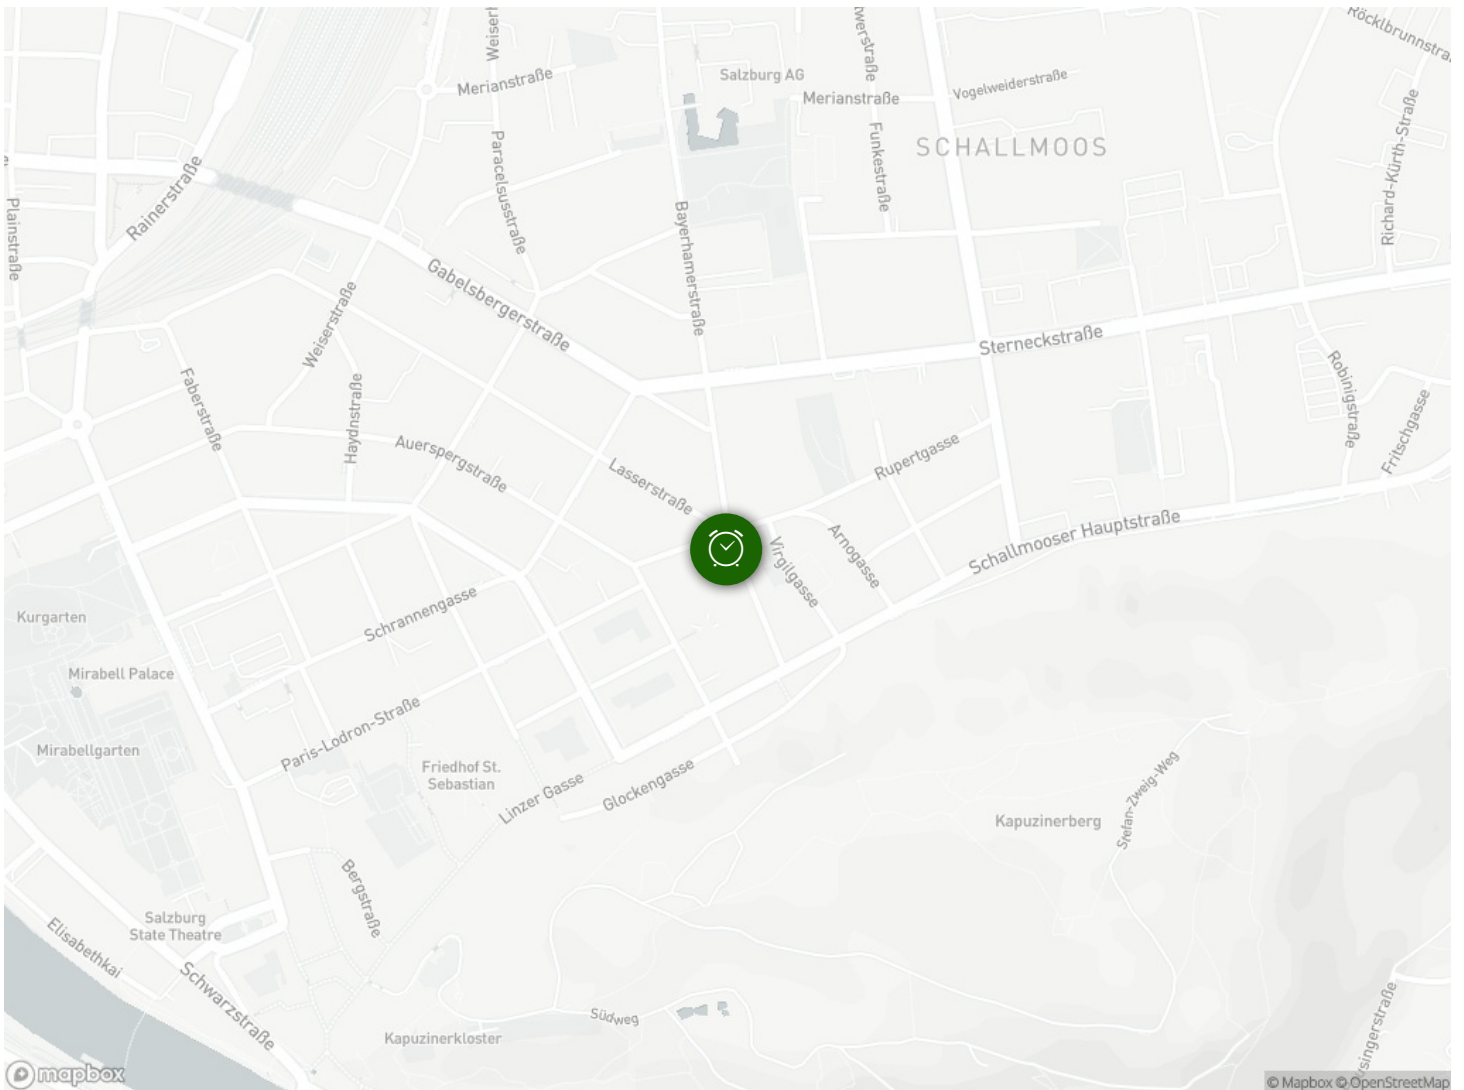 Röcklbrunnstra
Weiserh
twerstraße
Salzburg AG
Merianstraße
Vogelweiderstraße
Merianstraße
SCHALLMOOS
Funkestraße
Richard-Kürth-Straße
Paracelsusstraße
Rainerstraße
Plainstraße
Bayerhamerstraße
Gabelsbergerstraße
Weiserstraße
Sterneckstraße
Faberstraße
Haydnstraße
Robinigstraße
Fritschgasse
Auerspergstraße
Lasserstraße
Rupertgasse
Schallmooser Hauptstraße
Virgilgasse
Arnogasse
Kurgarten
Schrannengasse
Mirabell Palace
Paris-Lodron-Straße
Mirabellgarten
Friedhof St.
Sebastian
Linzer Gasse
Glockengasse
Stefan-Zweig-Weg
Kapuzinerberg
Bergstraße
Salzburg
State Theatre
Elisabethkai
Schwarzstraße
Südweg
Kapuzinerkloster
usingerstraße
mapbox
© Mapbox © OpenStreetMap